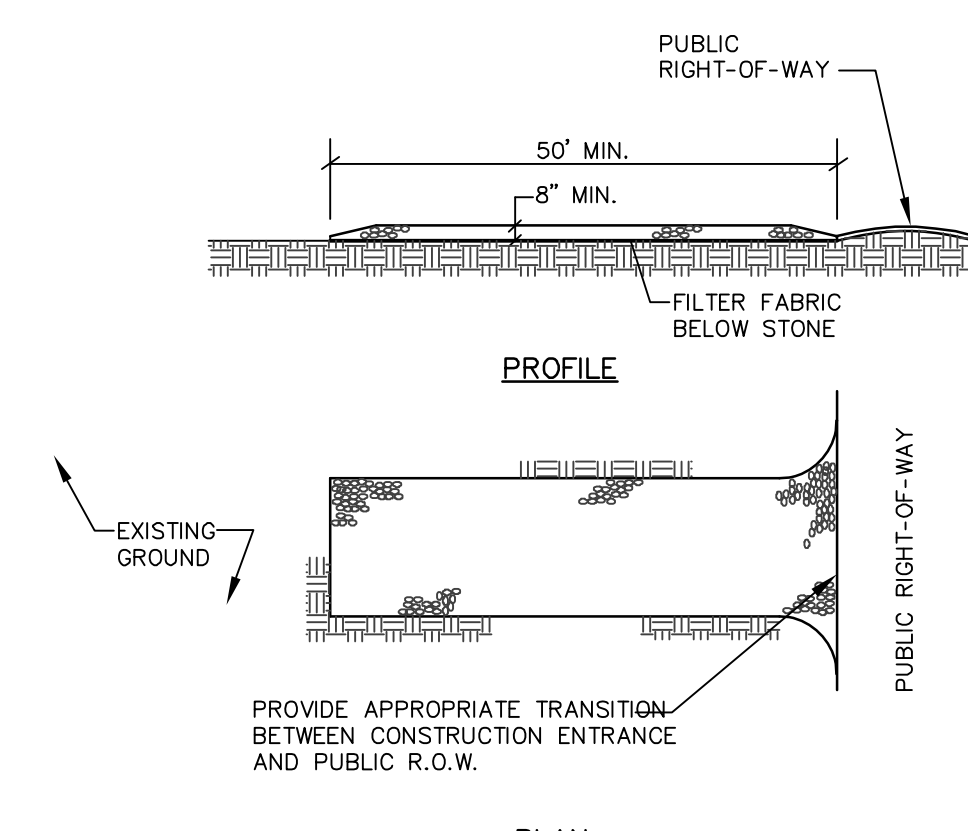 PUBLIC
RIGHT-OF-WAY
50' MIN.
8" MIN.
FILTER FABRIC
BELOW STONE
PROFILE
PUBLIC RIGHT-OF-WAY
EXISTING
GROUND
PROVIDE APPROPRIATE TRANSITION
BETWEEN CONSTRUCTION ENTRANCE
AND PUBLIC R.O.W.
PLAN